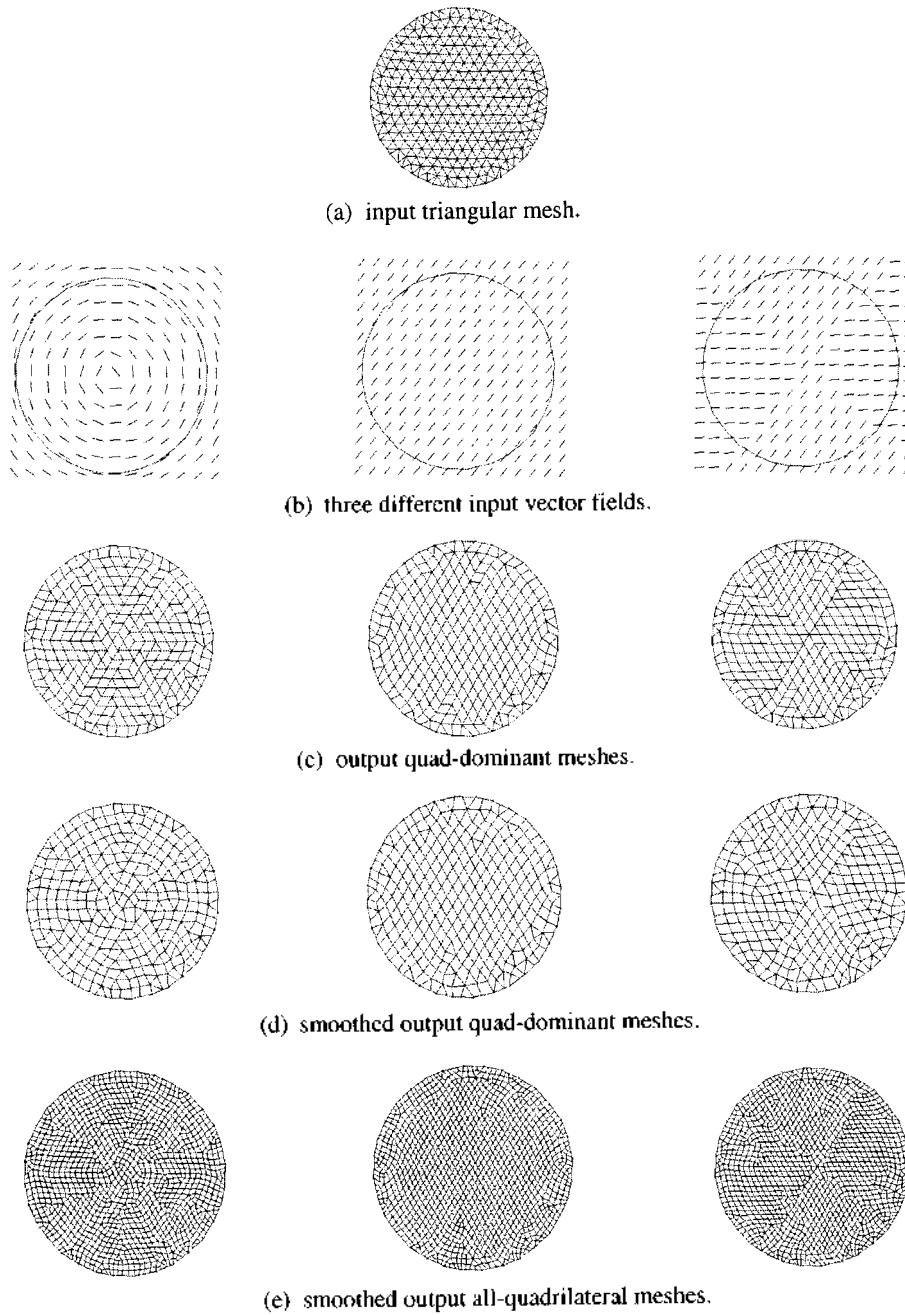 (a) input triangular mesh.
(b) three different input vector fields.
(c) output quad-dominant meshes.
(d) smoothed output quad-dominant meshes.
(e) smoothed output all-quadrilateral meshes.